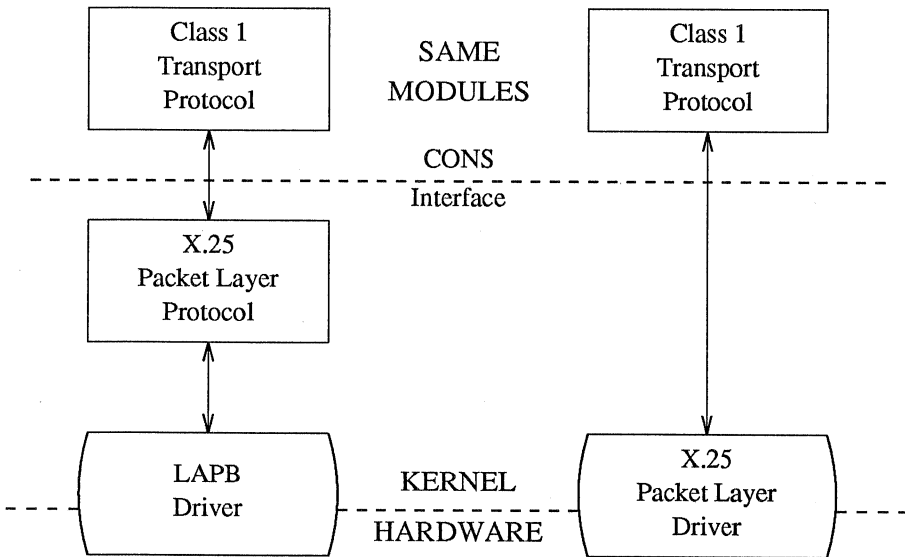 Class 1
Transport
Protocol
SAME
MODULES
Class 1
Transport
Protocol
CONS
Interface
X.25
Packet Layer
Protocol
LAPB
Driver
KERNEL
HARDWARE
X.25
Packet Layer
Driver